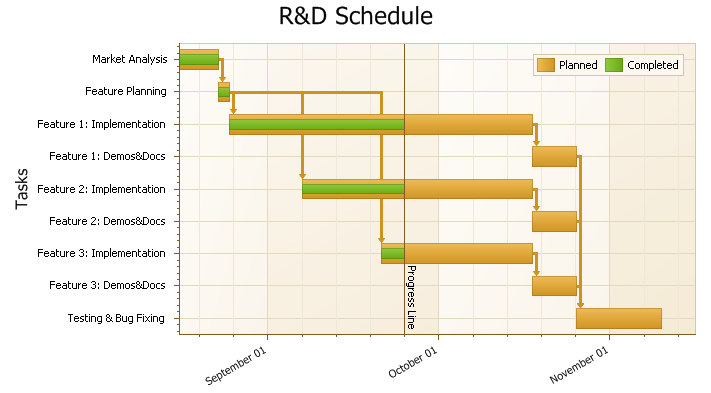 R&D Schedule
Planned
Completed
Tasks
Market Analysis
Feature Planning
Feature 1: Implementation
Feature 1: Demos&Docs
Feature 2: Implementation
Feature 2: Demos&Docs
Feature 3: Implementation
Feature 3: Demos&Docs
Testing & Bug Fixing
Progress Line
September 01
October 01
November 01